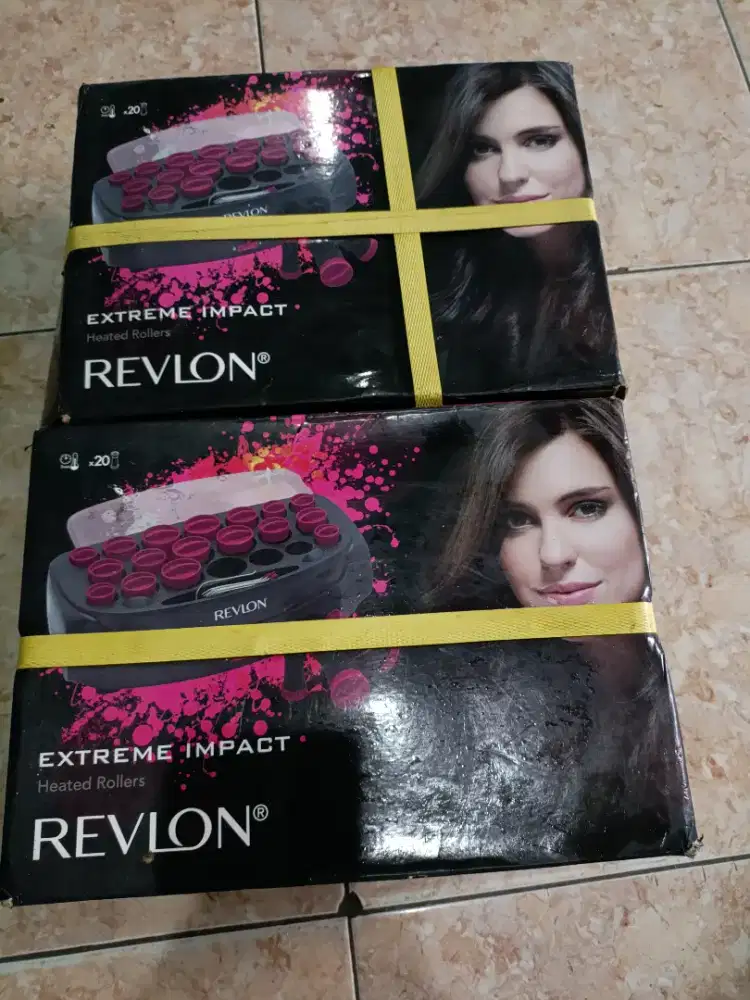 x20
REVLON
EXTREME IMPACT
Heated Rollers
REVLON®
x20
REVLON
EXTREME IMPACT
Heated Rollers
REVLON®